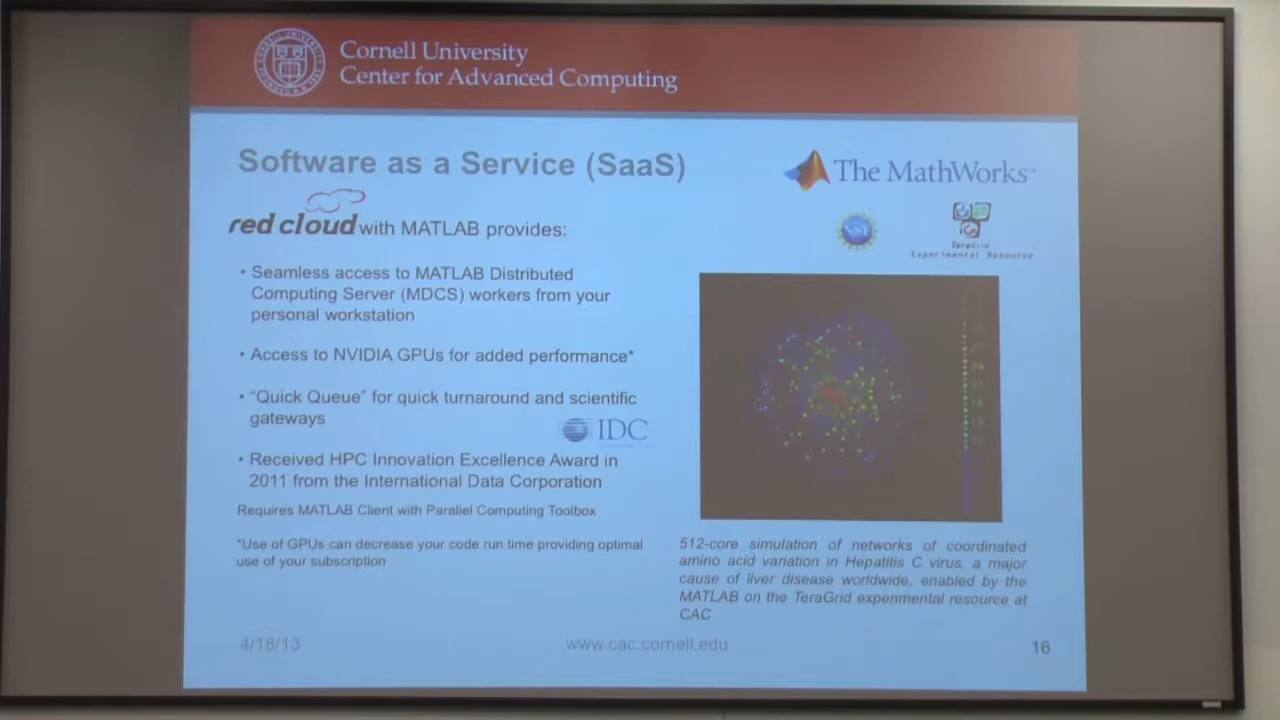 Cornell University
Center for Advanced Computing
Software as a Service (SaaS)
The MathWorks
red cloud with MATLAB provides:
NSF
TeraGrid
Experimental Resource
• Seamless access to MATLAB Distributed
Computing Server (MDCS) workers from your
personal workstation
• Access to NVIDIA GPUs for added performance*
• "Quick Queue" for quick turnaround and scientific
gateways
IDC
• Received HPC Innovation Excellence Award in
2011 from the International Data Corporation
Requires MATLAB Client with Parallel Computing Toolbox
*Use of GPUs can decrease your code run time providing optimal
use of your subscription
512-core simulation of networks of coordinated
amino acid variation in Hepatitis C virus, a major
cause of liver disease worldwide, enabled by the
MATLAB on the TeraGrid experimental resource at
CAC
4/18/13
www.cac.cornell.edu
16